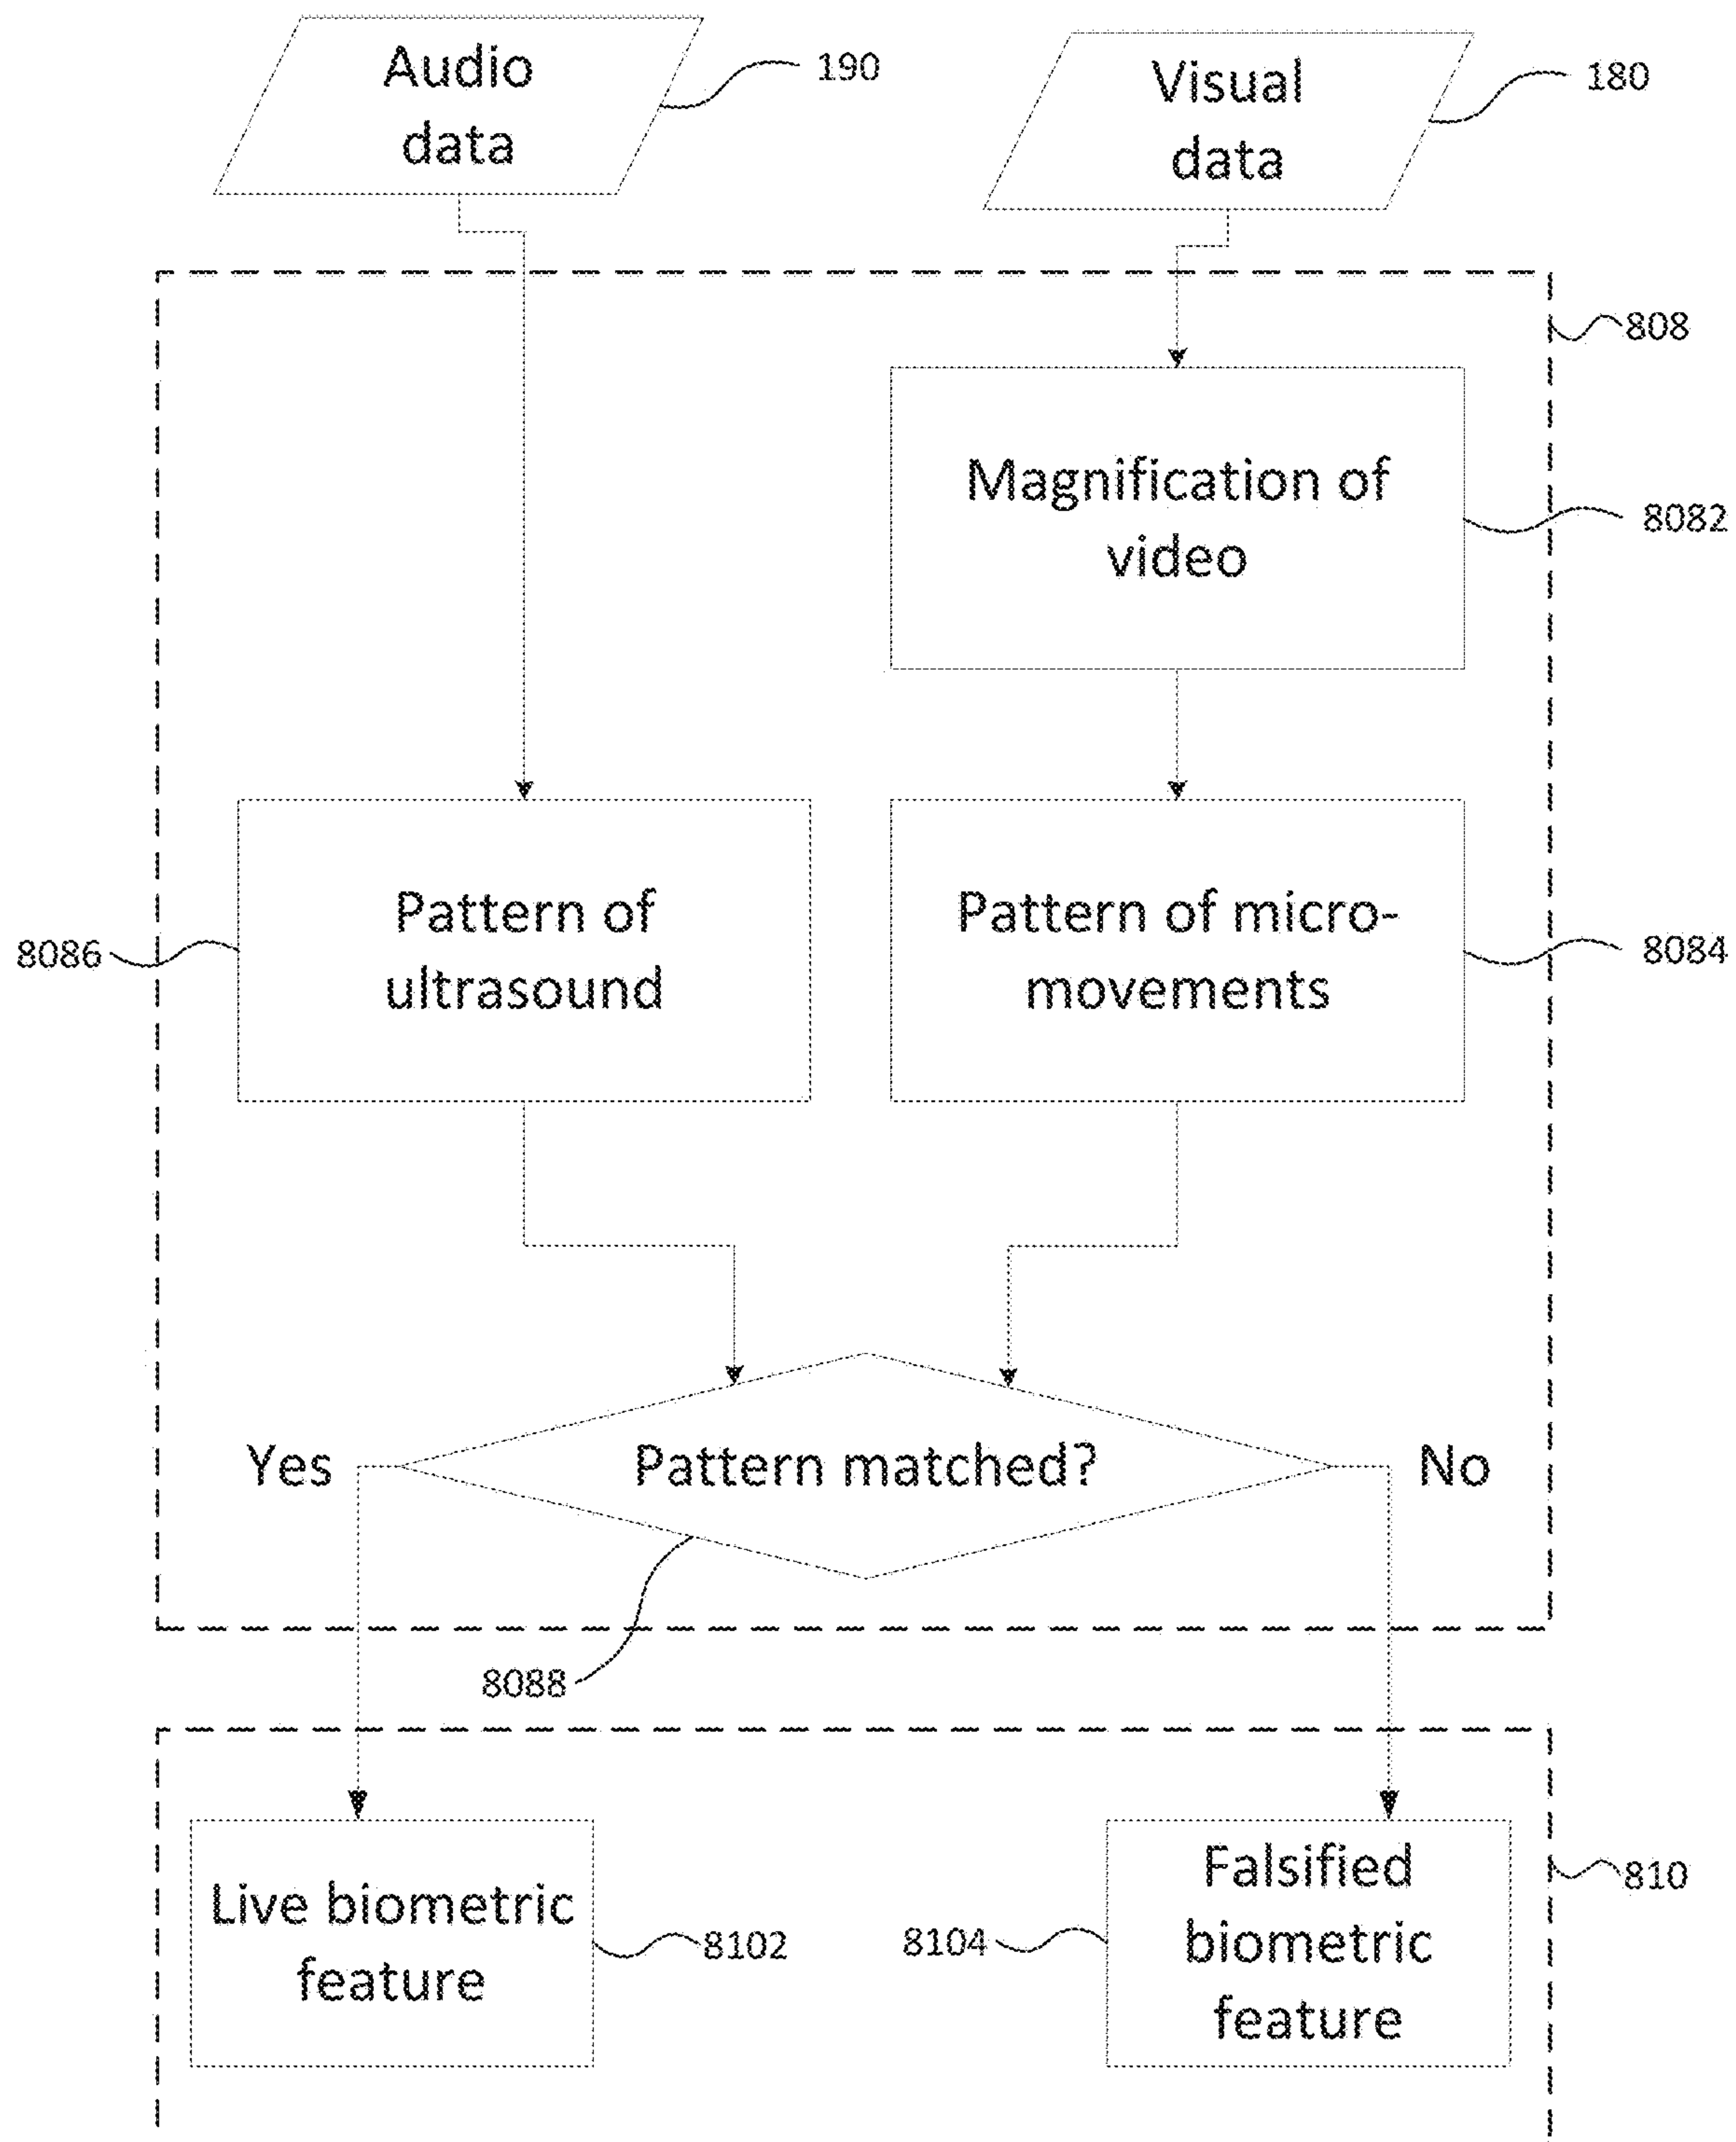 Audio
data
190
Visual
data
180
808
Magnification of
video
8082
Pattern of
ultrasound
8086
Pattern of micro-
movements
8084
Yes
Pattern matched?
No
8088
Live biometric
feature
8102
8104
Falsified
biometric
feature
810